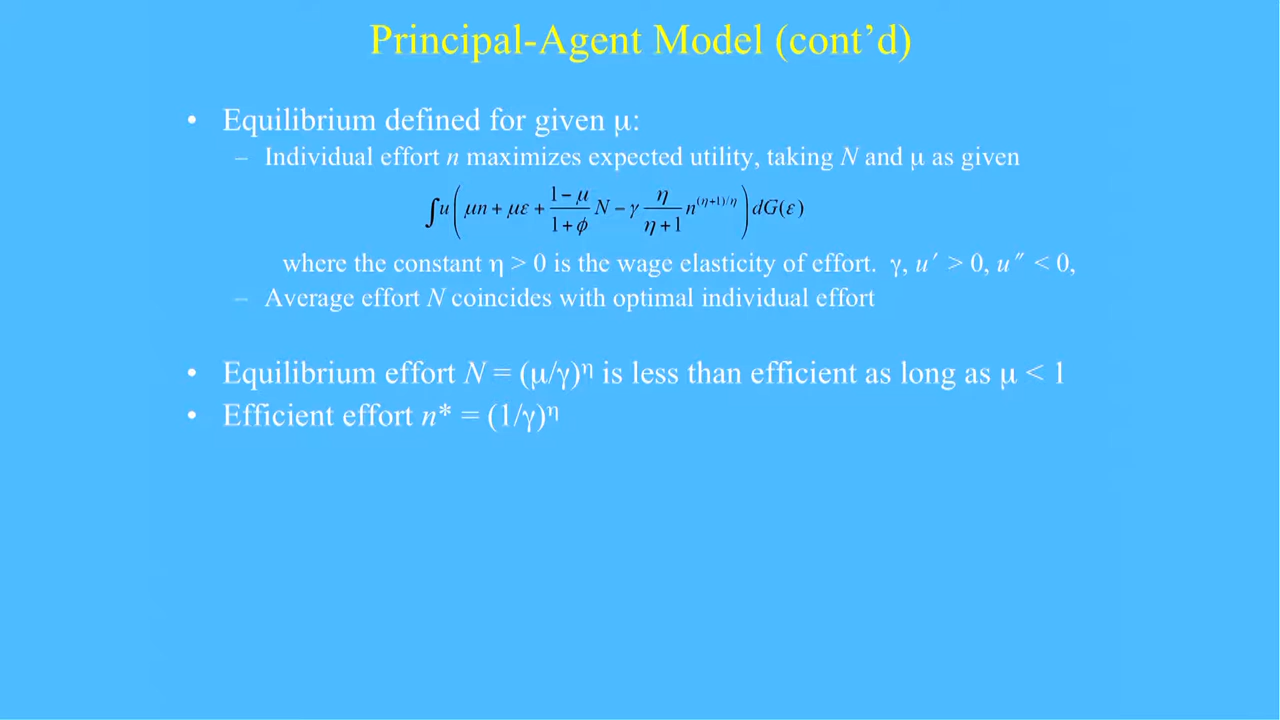 Principal-Agent Model (cont’d)
• Equilibrium defined for given μ:
– Individual effort n maximizes expected utility, taking N and μ as given
∫u(μn + με + \frac{1−μ}{1+ϕ} N − γ \frac{η}{η+1} n^{(η+1)/η}) dG(ε)
where the constant η > 0 is the wage elasticity of effort. γ, u′ > 0, u″ < 0,
– Average effort N coincides with optimal individual effort
• Equilibrium effort N = (μ/γ)^η is less than efficient as long as μ < 1
• Efficient effort n* = (1/γ)^η